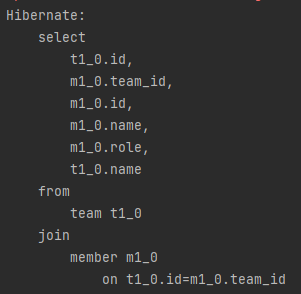 Hibernate:
select
t1_0.id,
m1_0.team_id,
m1_0.id,
m1_0.name,
m1_0.role,
t1_0.name
from
team t1_0
join
member m1_0
on t1_0.id=m1_0.team_id